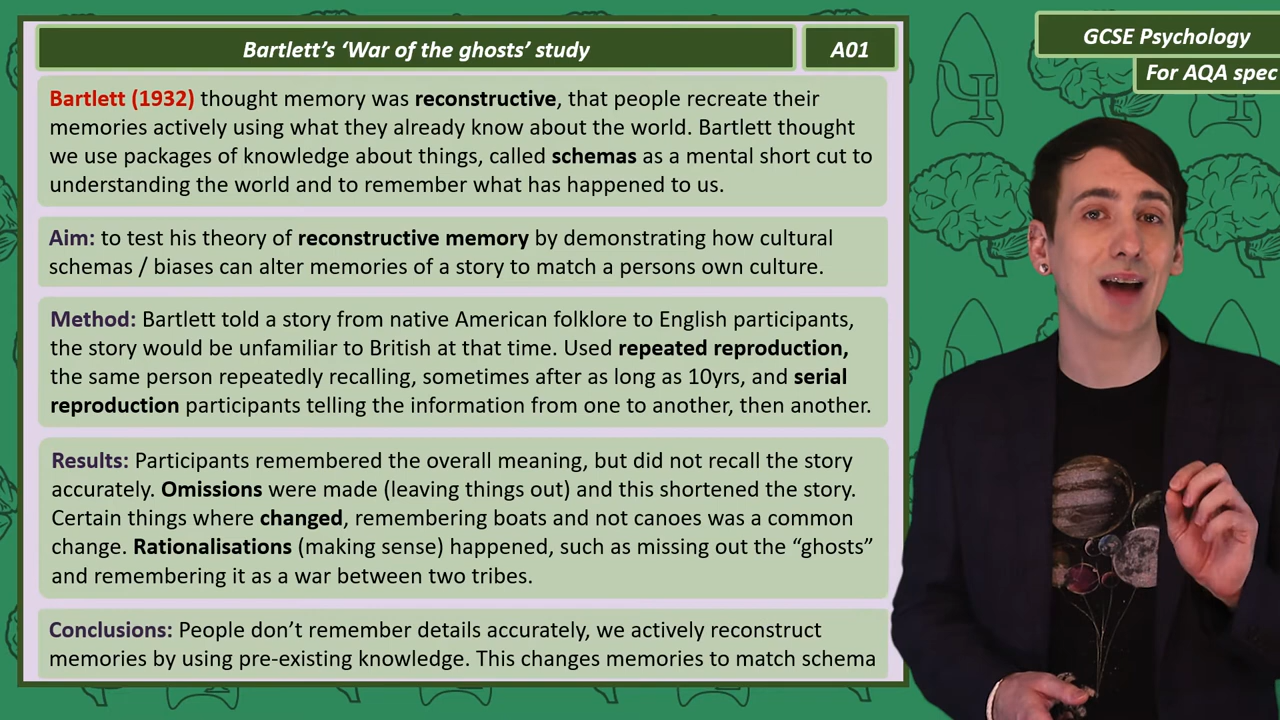 Bartlett's 'War of the ghosts' study
A01
GCSE Psychology
For AQA spec
Bartlett (1932) thought memory was reconstructive, that people recreate their
memories actively using what they already know about the world. Bartlett thought
we use packages of knowledge about things, called schemas as a mental short cut to
understanding the world and to remember what has happened to us.
Aim: to test his theory of reconstructive memory by demonstrating how cultural
schemas / biases can alter memories of a story to match a persons own culture.
Method: Bartlett told a story from native American folklore to English participants,
the story would be unfamiliar to British at that time. Used repeated reproduction,
the same person repeatedly recalling, sometimes after as long as 10yrs, and serial
reproduction participants telling the information from one to another, then another.
Results: Participants remembered the overall meaning, but did not recall the story
accurately. Omissions were made (leaving things out) and this shortened the story.
Certain things where changed, remembering boats and not canoes was a common
change. Rationalisations (making sense) happened, such as missing out the “ghosts”
and remembering it as a war between two tribes.
Conclusions: People don't remember details accurately, we actively reconstruct
memories by using pre-existing knowledge. This changes memories to match schema